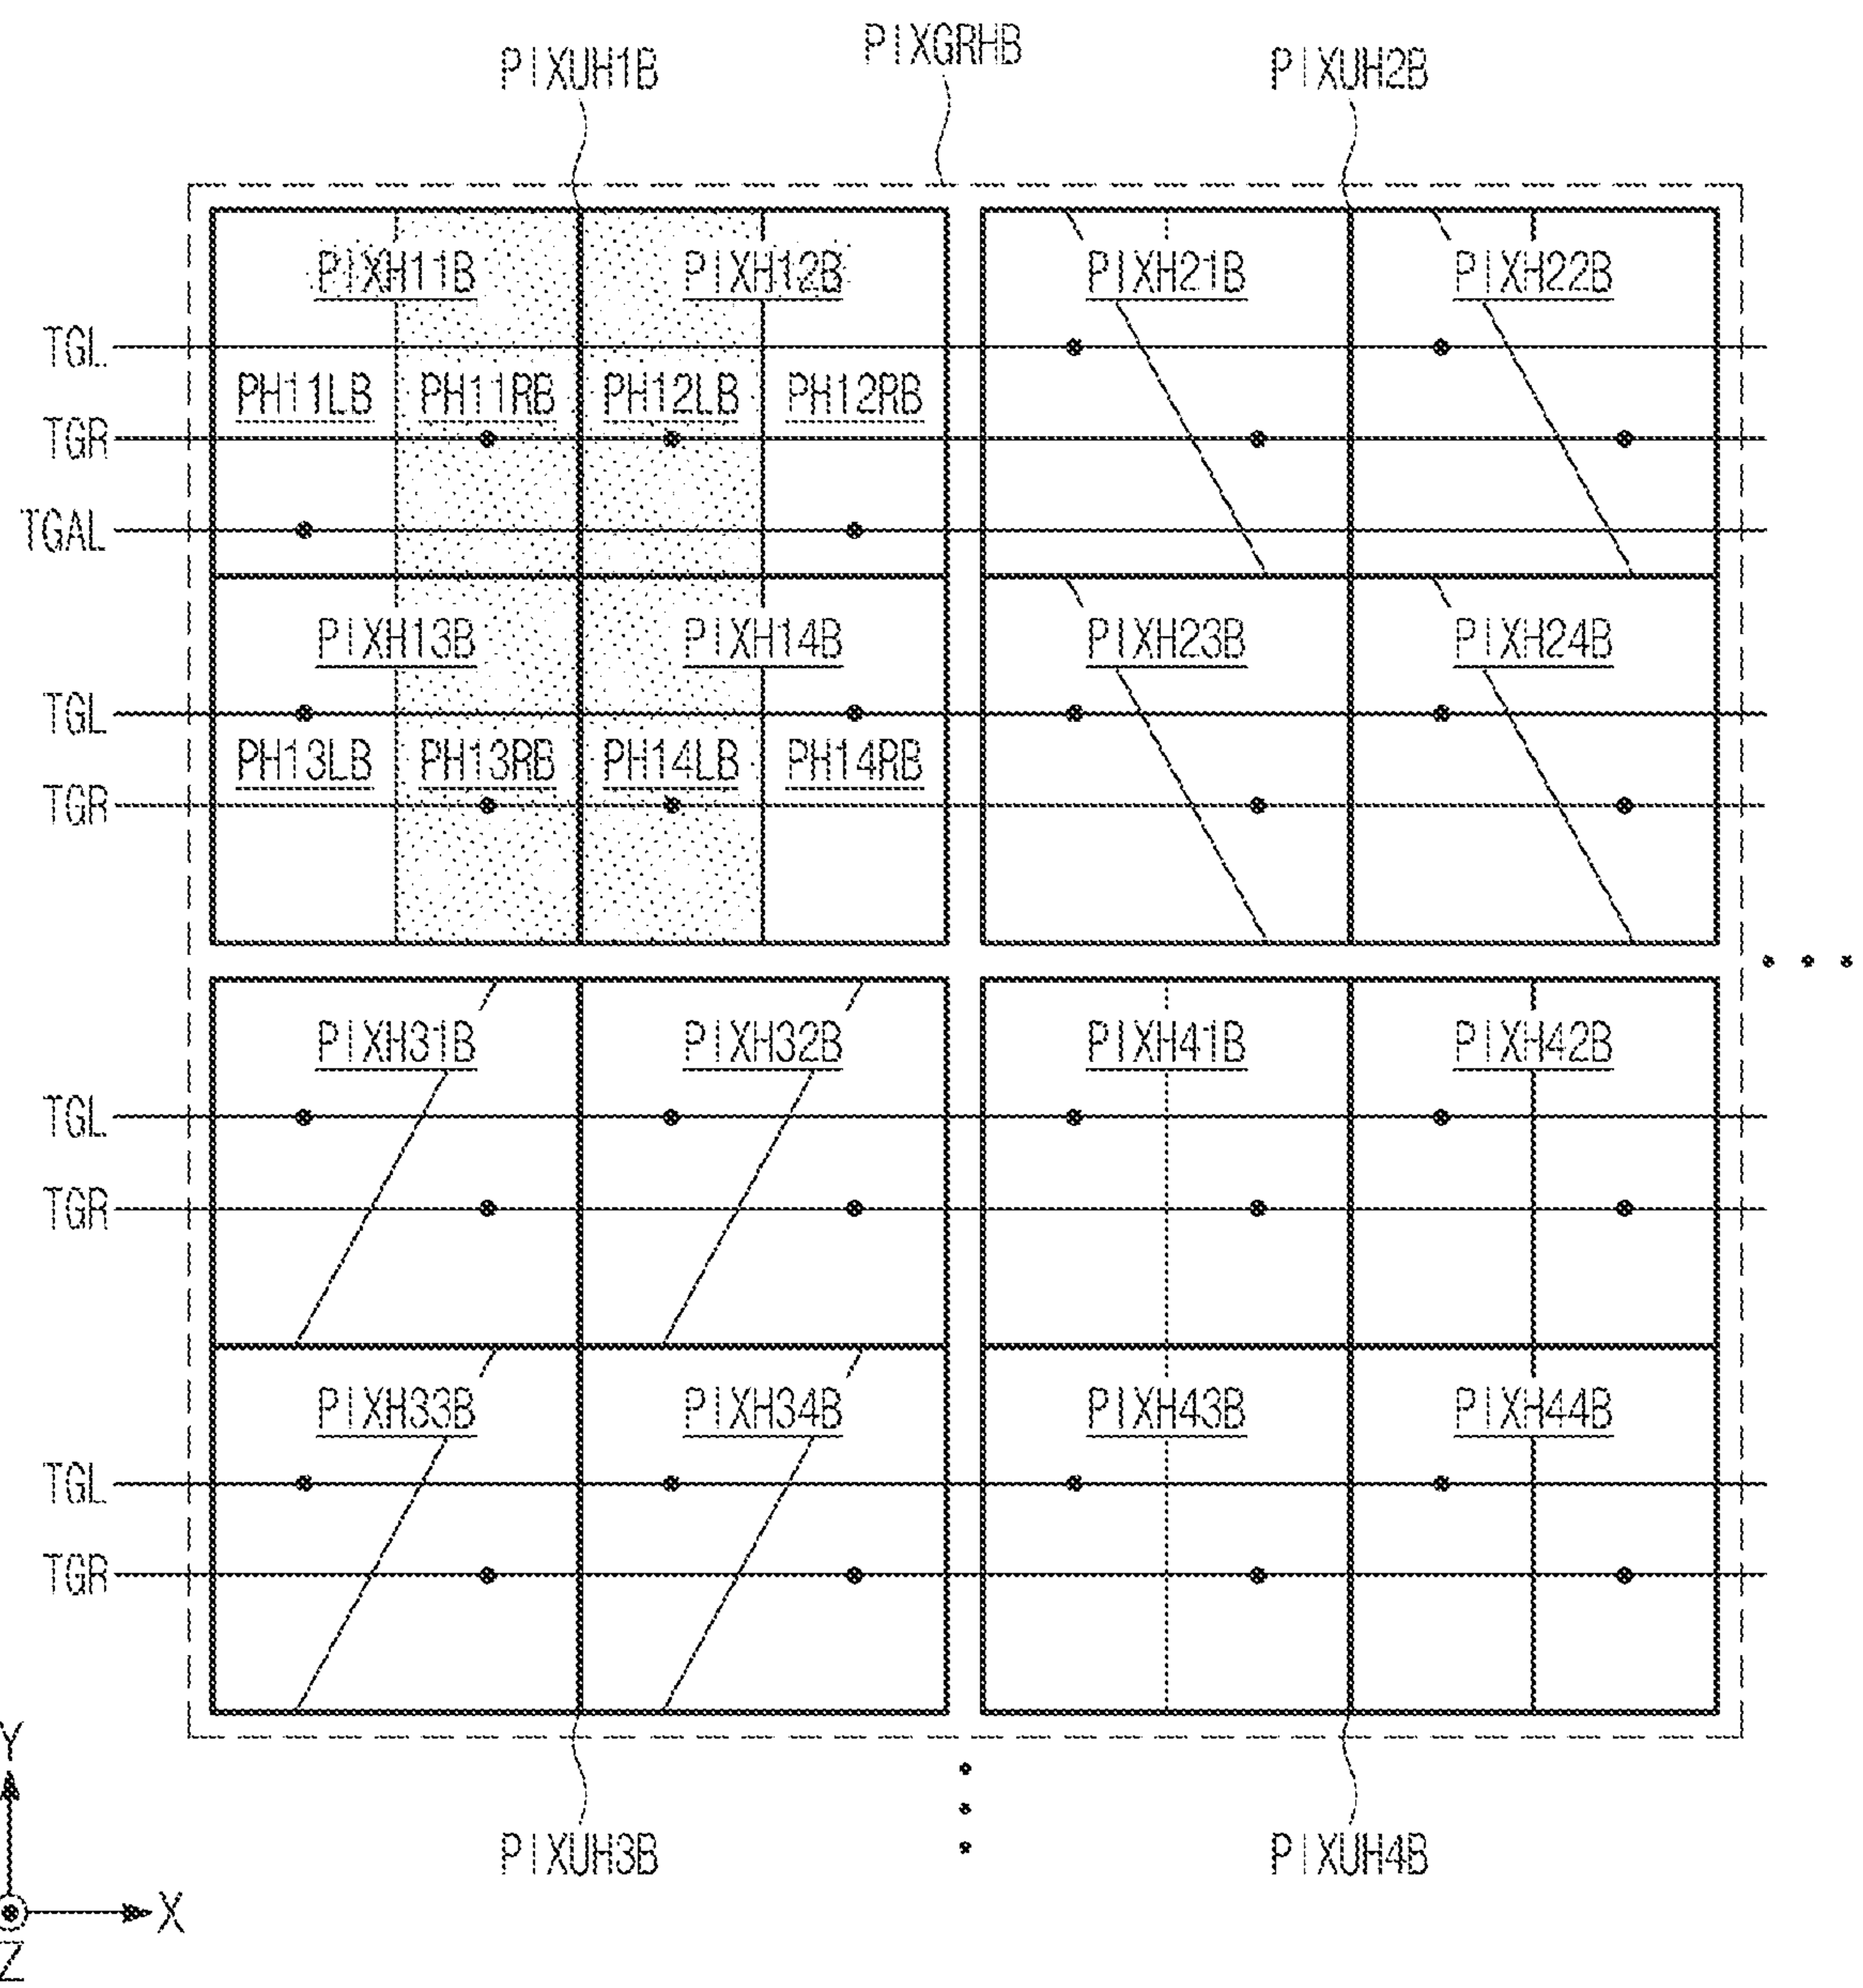 PIXUH1B PIXGRHB PIXUH2B
PIXH11B PIXH12B PIXH21B PIXH22B
TGL
PH11LB PH11RB PH12LB PH12RB
TGR
TGAL
PIXH13B PIXH14B PIXH23B PIXH24B
TGL
PH13LB PH13RB PH14LB PH14RB
TGR
PIXH31B PIXH32B PIXH41B PIXH42B
TGL
TGR
PIXH33B PIXH34B PIXH43B PIXH44B
TGL
TGR
PIXUH3B PIXUH4B
Y
X
Z